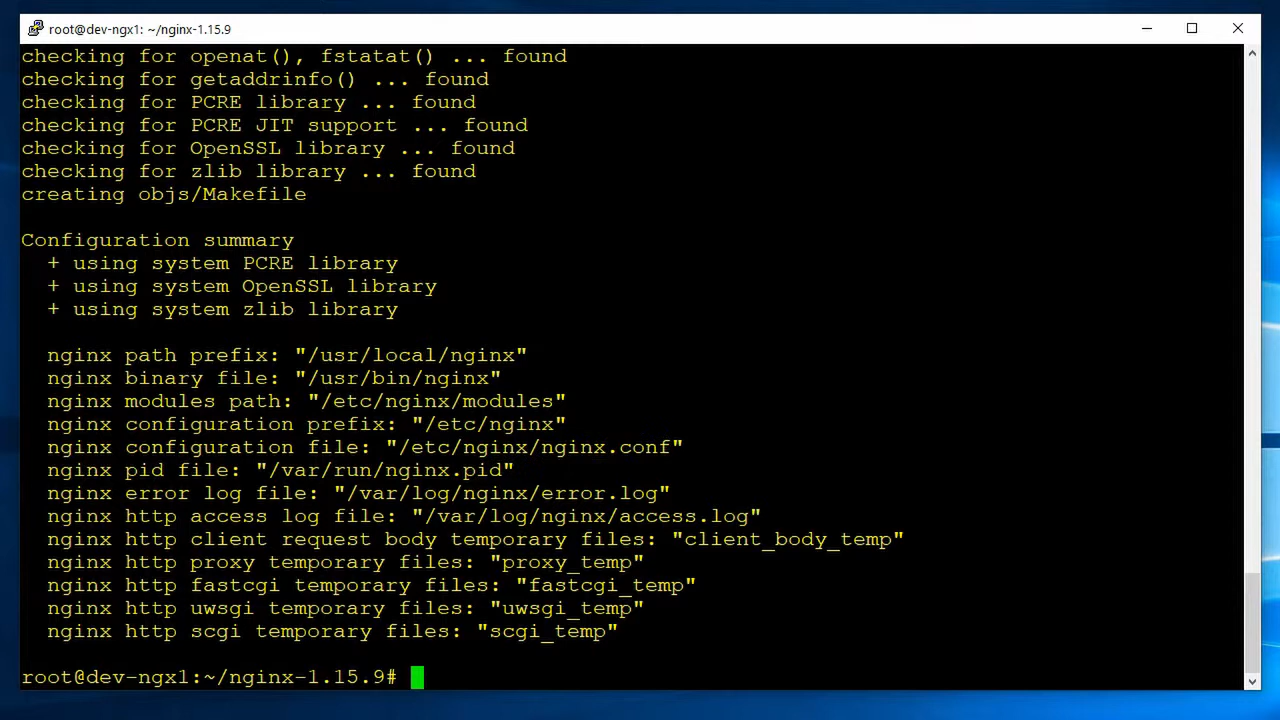 root@dev-ngx1: ~/nginx-1.15.9
checking for openat(), fstatat() ... found
checking for getaddrinfo() ... found
checking for PCRE library ... found
checking for PCRE JIT support ... found
checking for OpenSSL library ... found
checking for zlib library ... found
creating objs/Makefile

Configuration summary
  + using system PCRE library
  + using system OpenSSL library
  + using system zlib library

  nginx path prefix: "/usr/local/nginx"
  nginx binary file: "/usr/bin/nginx"
  nginx modules path: "/etc/nginx/modules"
  nginx configuration prefix: "/etc/nginx"
  nginx configuration file: "/etc/nginx/nginx.conf"
  nginx pid file: "/var/run/nginx.pid"
  nginx error log file: "/var/log/nginx/error.log"
  nginx http access log file: "/var/log/nginx/access.log"
  nginx http client request body temporary files: "client_body_temp"
  nginx http proxy temporary files: "proxy_temp"
  nginx http fastcgi temporary files: "fastcgi_temp"
  nginx http uwsgi temporary files: "uwsgi_temp"
  nginx http scgi temporary files: "scgi_temp"

root@dev-ngx1:~/nginx-1.15.9#